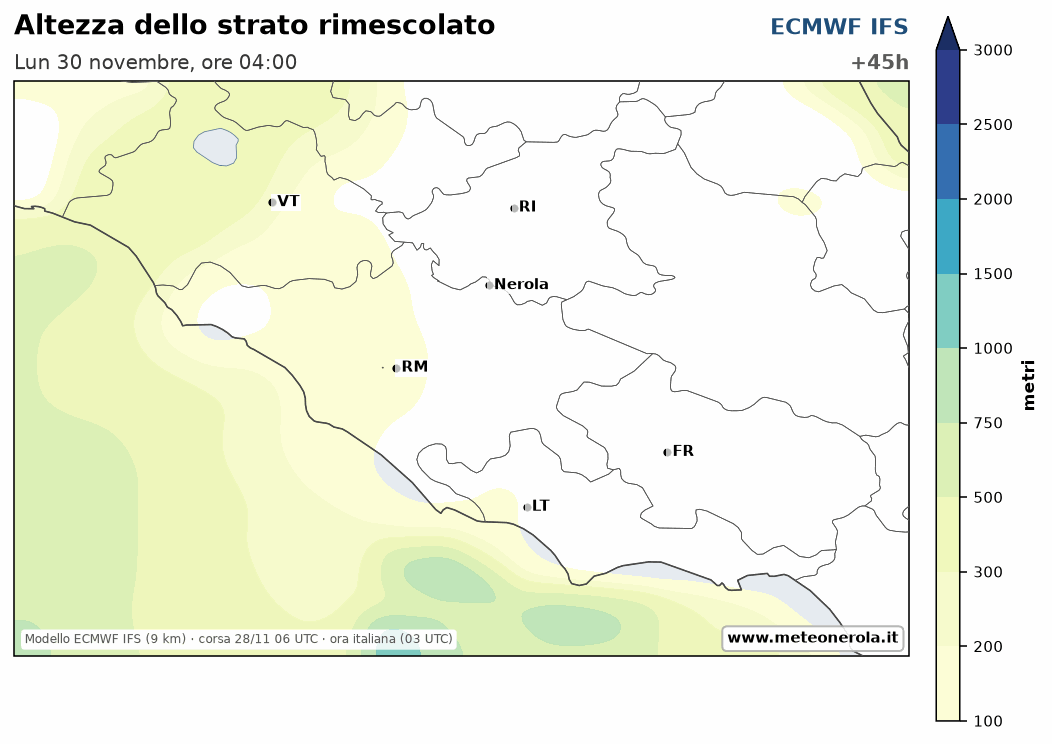 Altezza dello strato rimescolato
ECMWF IFS
Lun 30 novembre, ore 04:00
+45h
3000
2500
2000
1500
1000
750
500
300
200
100
metri
VT
RI
Nerola
RM
FR
LT
Modello ECMWF IFS (9 km) · corsa 28/11 06 UTC · ora italiana (03 UTC)
www.meteonerola.it